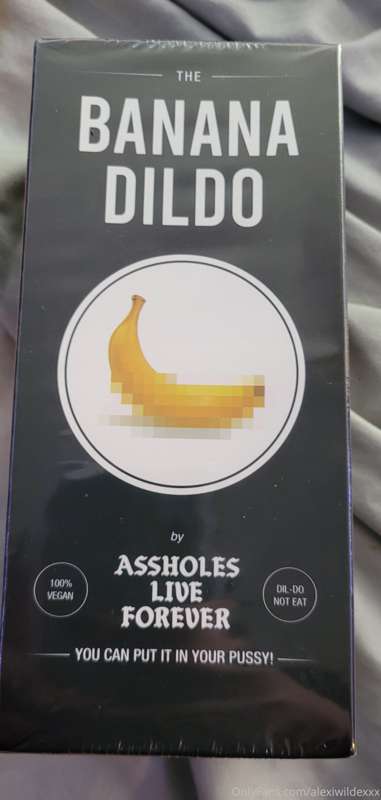 THE
BANANA
DILDO
by
ASSHOLES
LIVE
FOREVER
100%
VEGAN
DIL-DO
NOT EAT
YOU CAN PUT IT IN YOUR PUSSY!
OnlyFans.com/alexiwildexxx